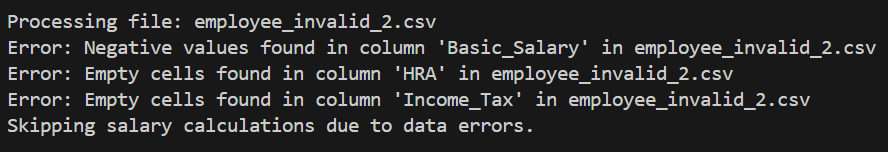 Processing file: employee_invalid_2.csv
Error: Negative values found in column 'Basic_Salary' in employee_invalid_2.csv
Error: Empty cells found in column 'HRA' in employee_invalid_2.csv
Error: Empty cells found in column 'Income_Tax' in employee_invalid_2.csv
Skipping salary calculations due to data errors.